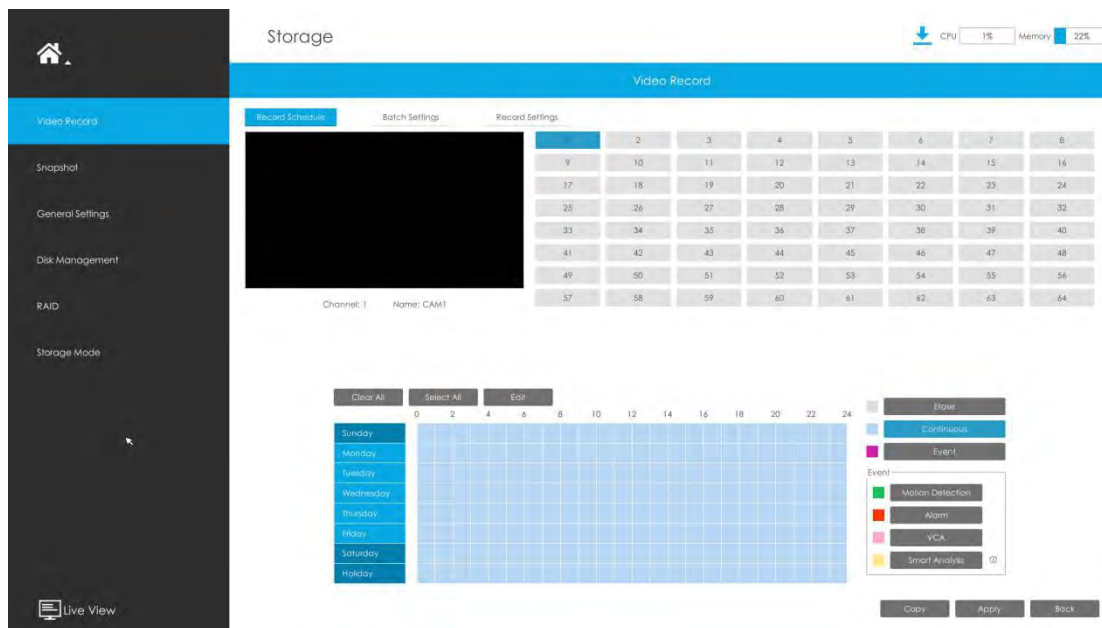 Storage
CPU 1% Memory 22%
Video Record
Video Record
Snapshot
General Settings
Disk Management
RAID
Storage Mode
Live View
Record Schedule Batch Settings Record Settings
2 3 4 5 6 7 8
9 10 11 12 13 14 15 16
17 18 19 20 21 22 23 24
25 26 27 28 29 30 31 32
33 34 35 36 37 38 39 40
41 42 43 44 45 46 47 48
49 50 51 52 53 54 55 56
57 58 59 60 61 62 63 64
Channel: 1 Name: CAM1
Clear All Select All Edit
0 2 4 6 8 10 12 14 16 18 20 22 24
Sunday
Monday
Tuesday
Wednesday
Thursday
Friday
Saturday
Holiday
Erase
Continuous
Event
Event
Motion Detection
Alarm
VCA
Smart Analysis
Copy Apply Back